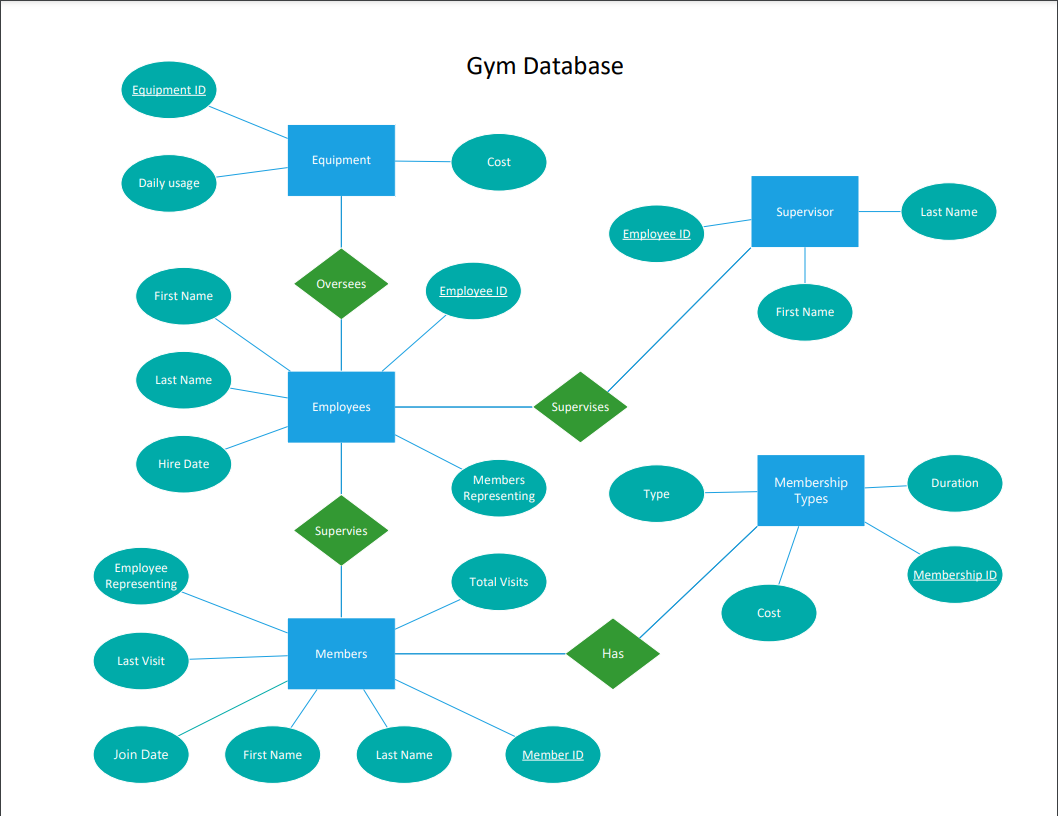 Gym Database
Equipment ID
Equipment
Cost
Daily usage
Supervisor
Last Name
Employee ID
First Name
Oversees
Employee ID
First Name
Last Name
Employees
Supervises
Hire Date
Members
Representing
Membership
Types
Type
Duration
Supervies
Employee
Representing
Total Visits
Membership ID
Cost
Last Visit
Members
Has
Join Date
First Name
Last Name
Member ID